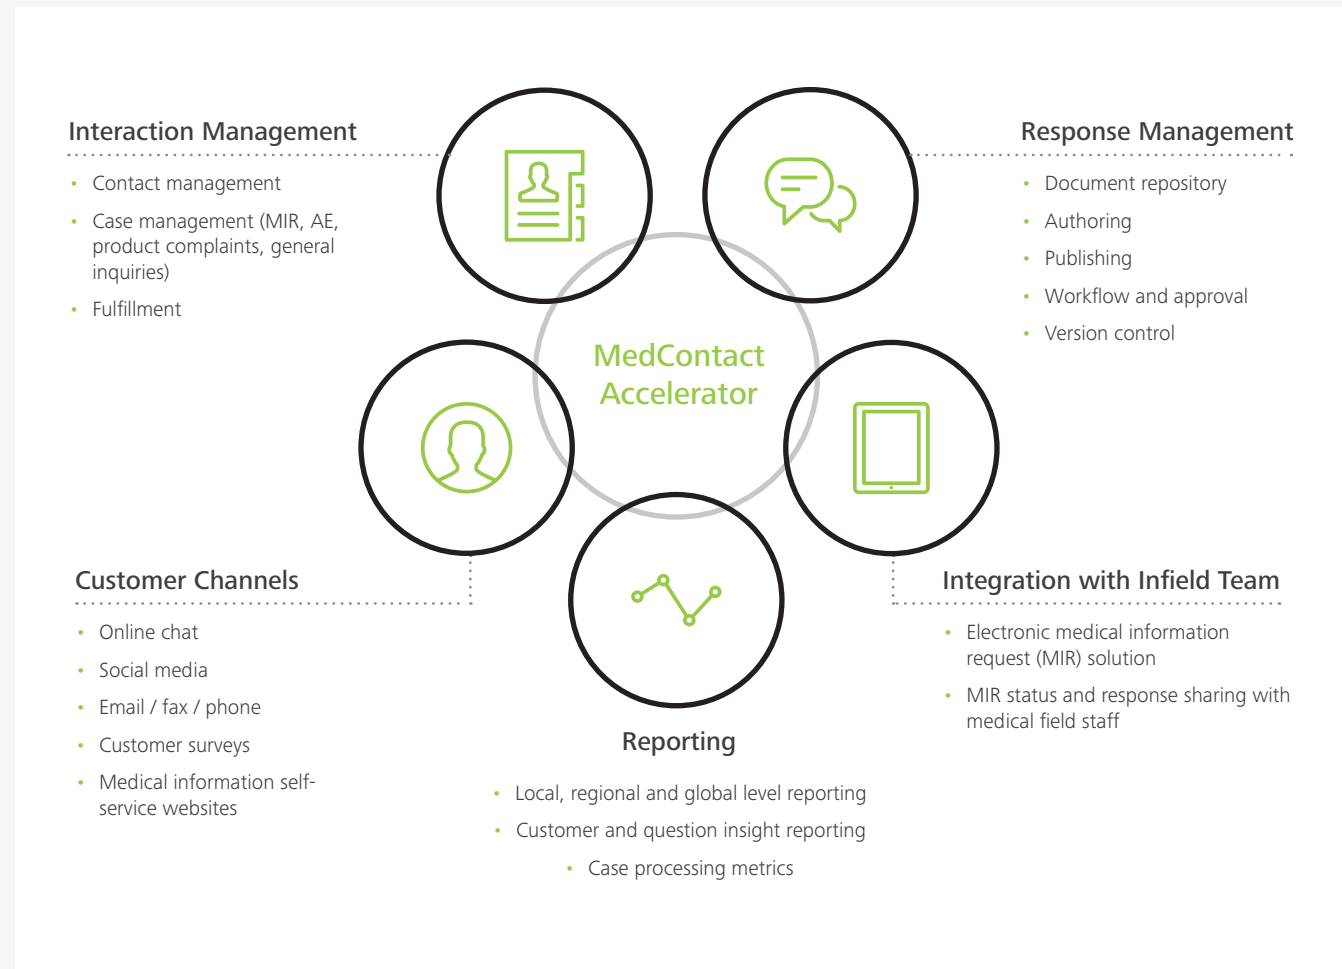 Interaction Management
• Contact management
• Case management (MIR, AE,
product complaints, general
inquiries)
• Fulfillment
Response Management
• Document repository
• Authoring
• Publishing
• Workflow and approval
• Version control
MedContact
Accelerator
Customer Channels
• Online chat
• Social media
• Email / fax / phone
• Customer surveys
• Medical information self-
service websites
Integration with Infield Team
• Electronic medical information
request (MIR) solution
• MIR status and response sharing with
medical field staff
Reporting
• Local, regional and global level reporting
• Customer and question insight reporting
• Case processing metrics